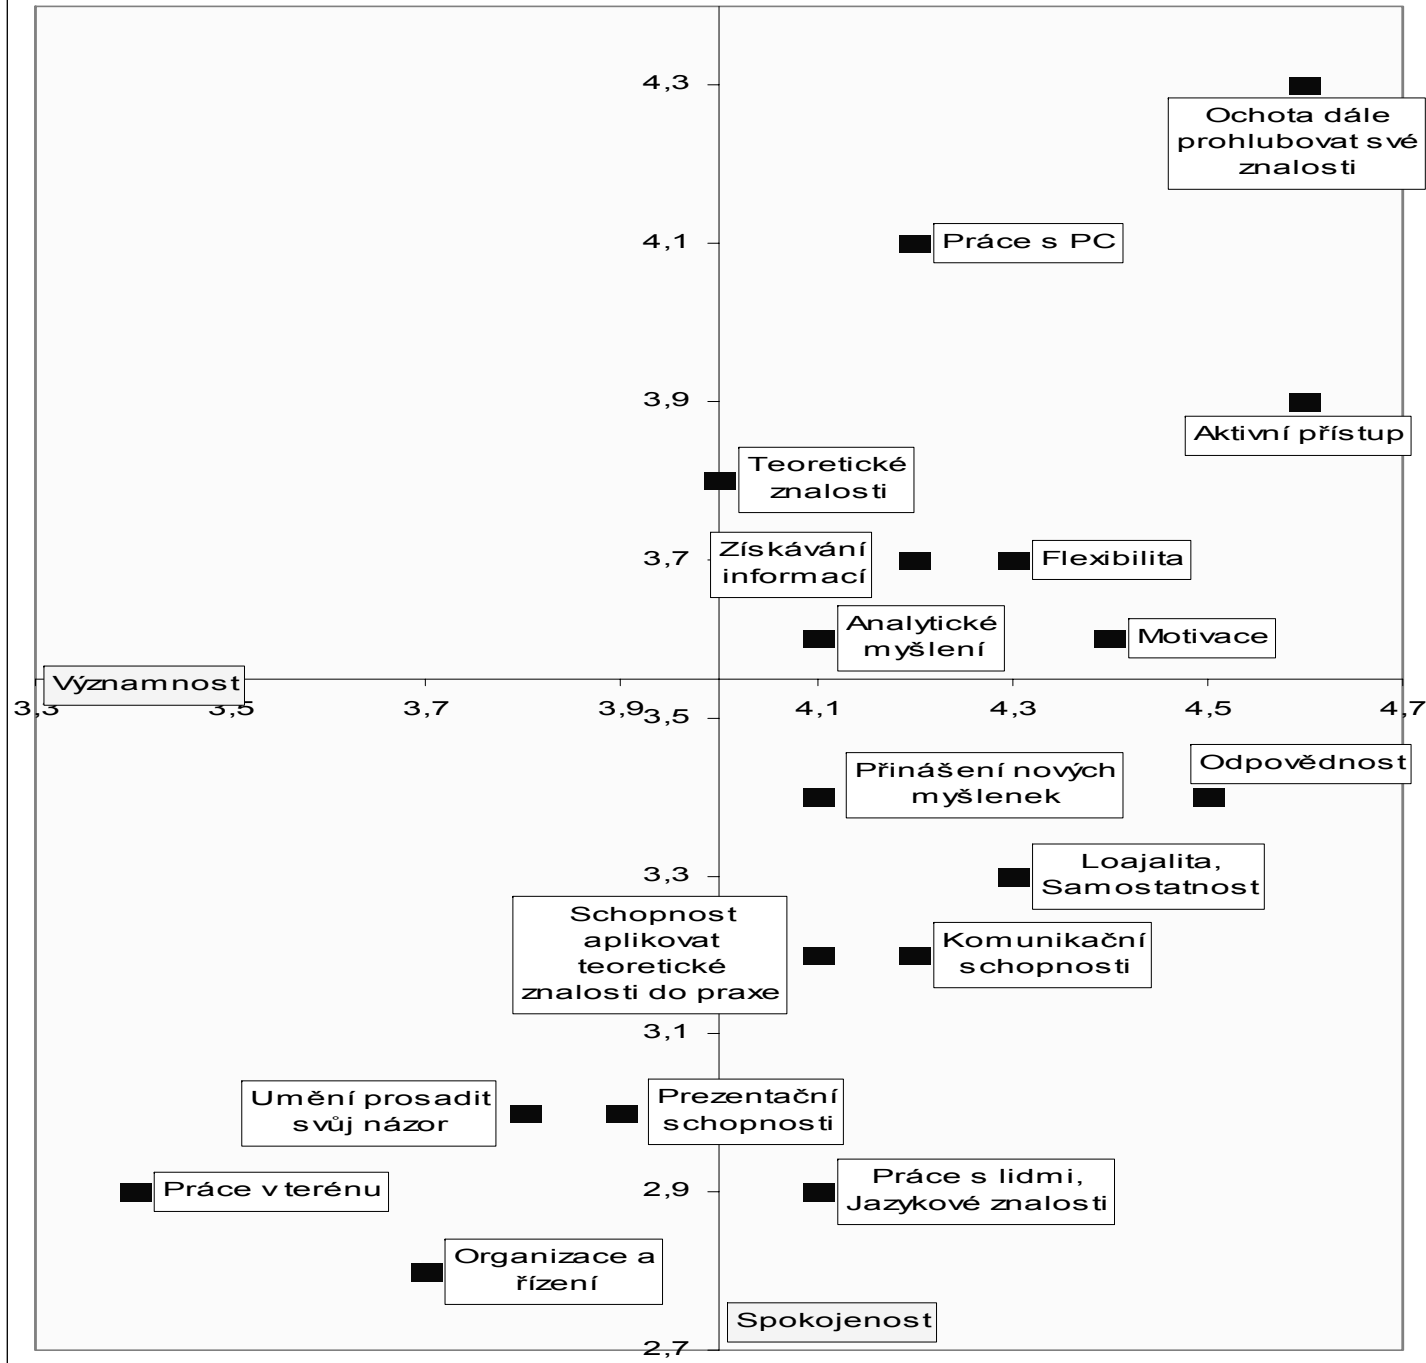 4,3
Ochota dále
prohlubovat své
znalosti
4,1
Práce s PC
3,9
Aktivní přístup
Teoretické
znalosti
Získávání
informací
3,7
Flexibilita
Analytické
myšlení
Motivace
Významnost
3,3
3,5
3,7
3,9
3,5
4,1
4,3
4,5
4,7
Přinášení nových
myšlenek
Odpovědnost
3,3
Loajalita,
Samostatnost
Schopnost
aplikovat
teoretické
znalosti do praxe
Komunikační
schopnosti
3,1
Umění prosadit
svůj názor
Prezentační
schopnosti
Práce v terénu
2,9
Práce s lidmi,
Jazykové znalosti
Organizace a
řízení
Spokojenost
2,7